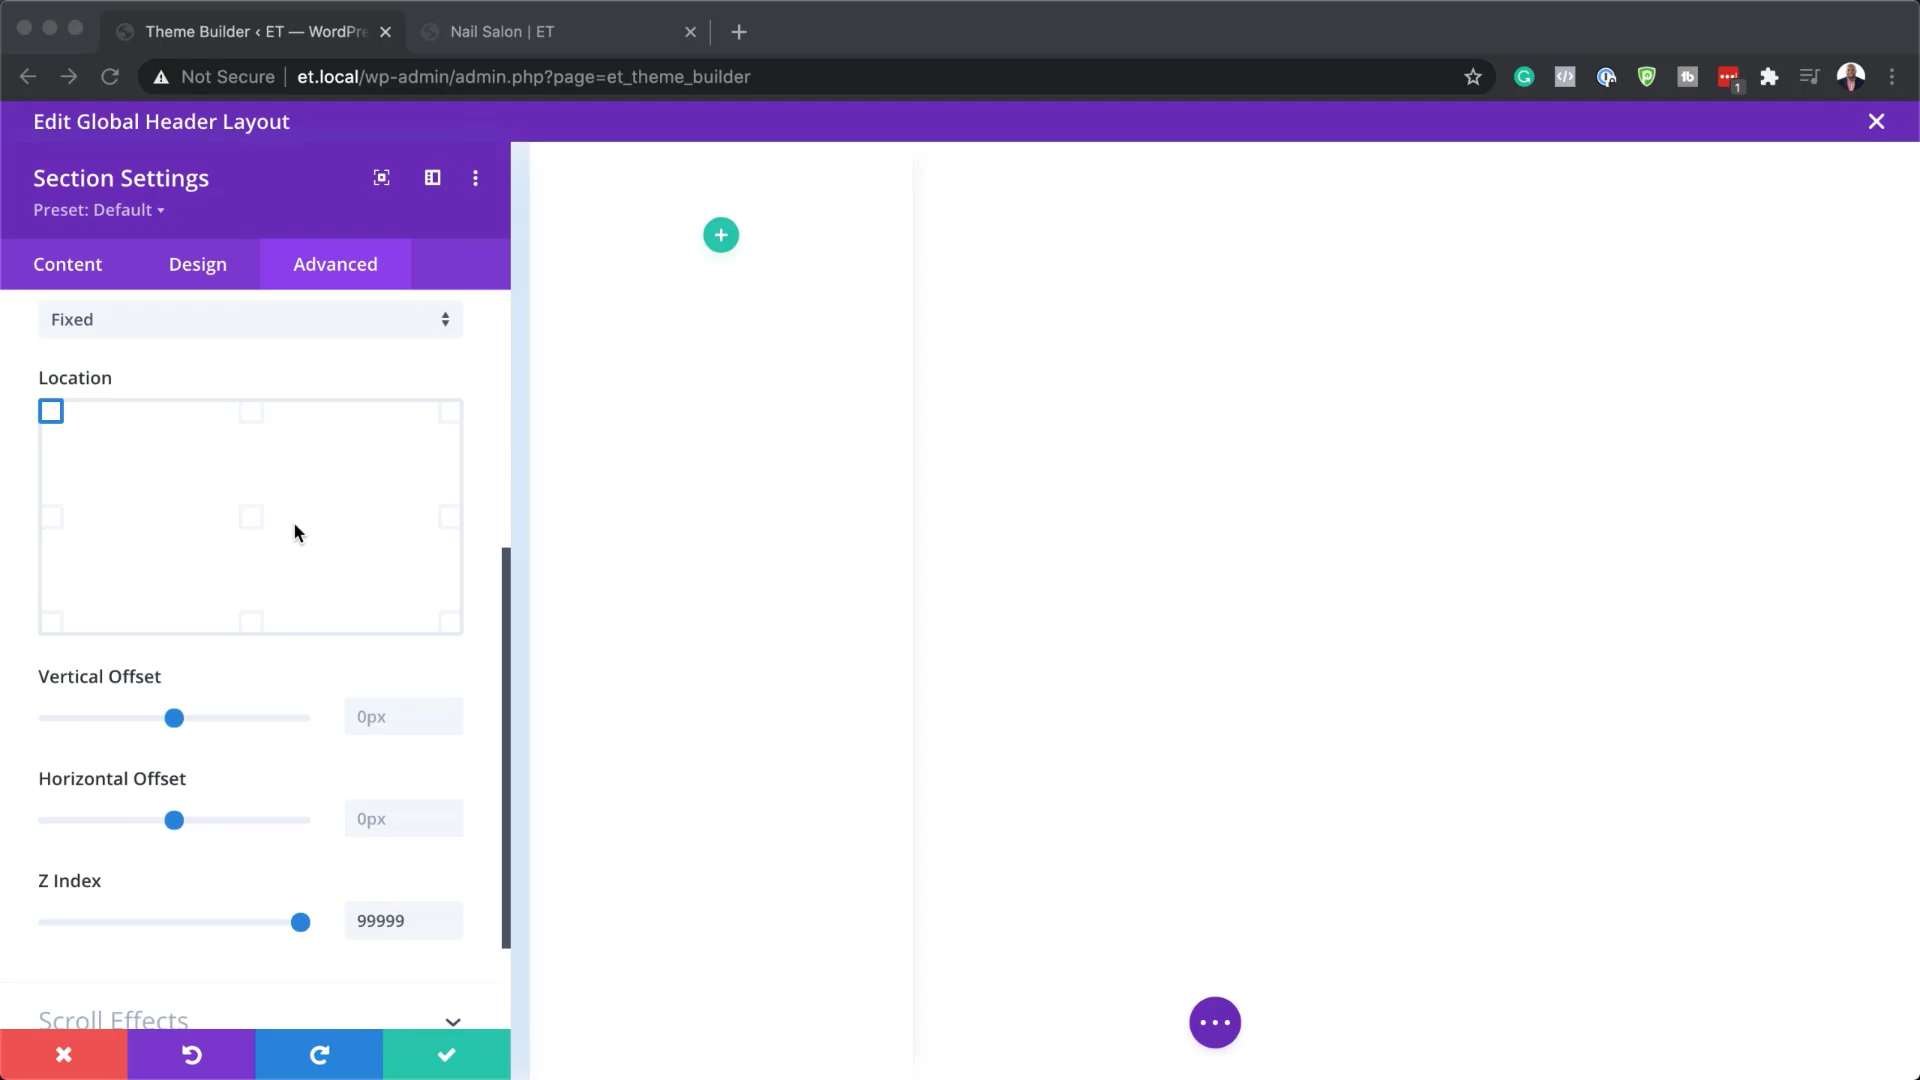 Theme Builder ‹ ET — WordPre
Nail Salon | ET
Not Secure
et.local/wp-admin/admin.php?page=et_theme_builder
1
Edit Global Header Layout
Section Settings
Preset: Default
Content
Design
Advanced
Fixed
Location
Vertical Offset
0px
Horizontal Offset
0px
Z Index
99999
Scroll Effects